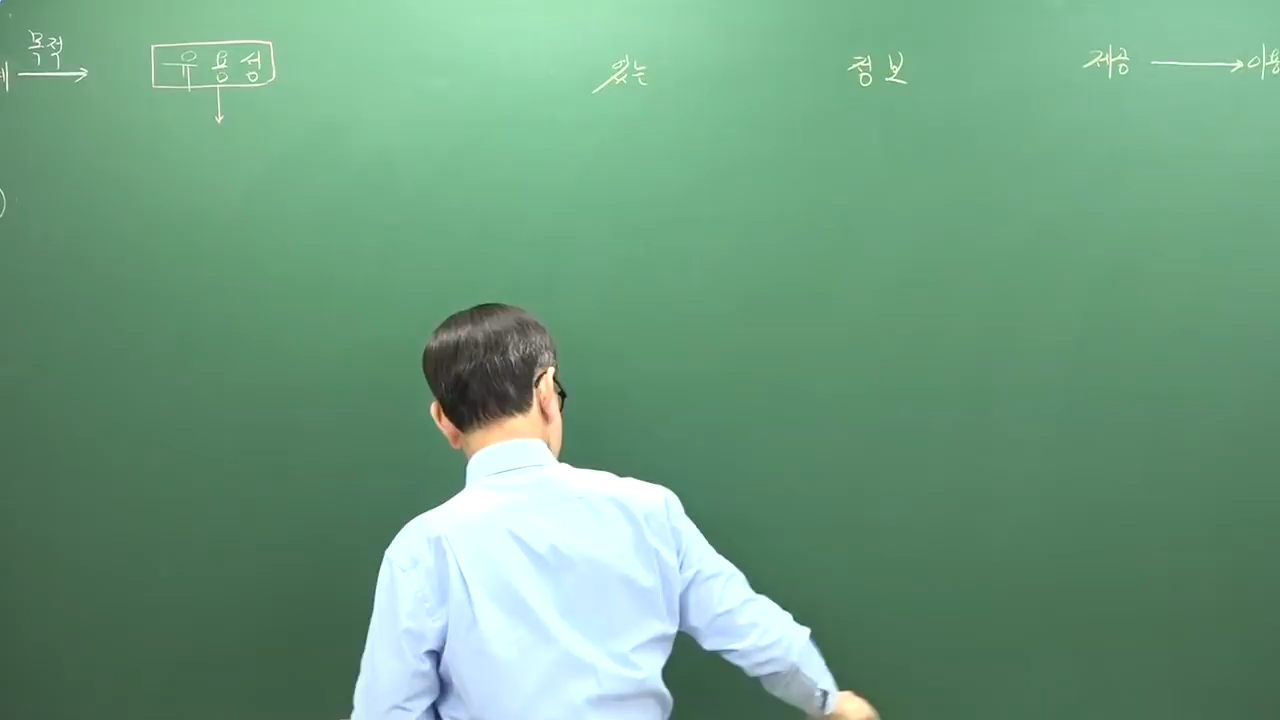 목적 → 유용성 있는 정보 제공 →